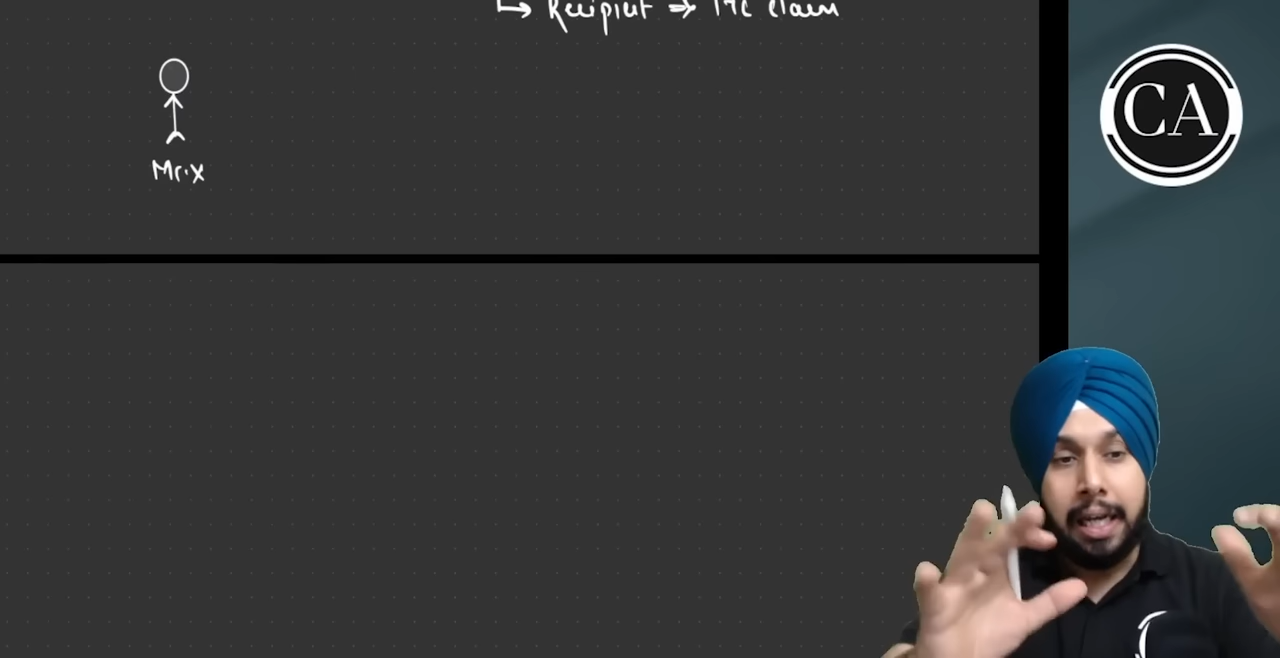 ↳ Recipient ⇒ ITC claim
Mr. X
CA